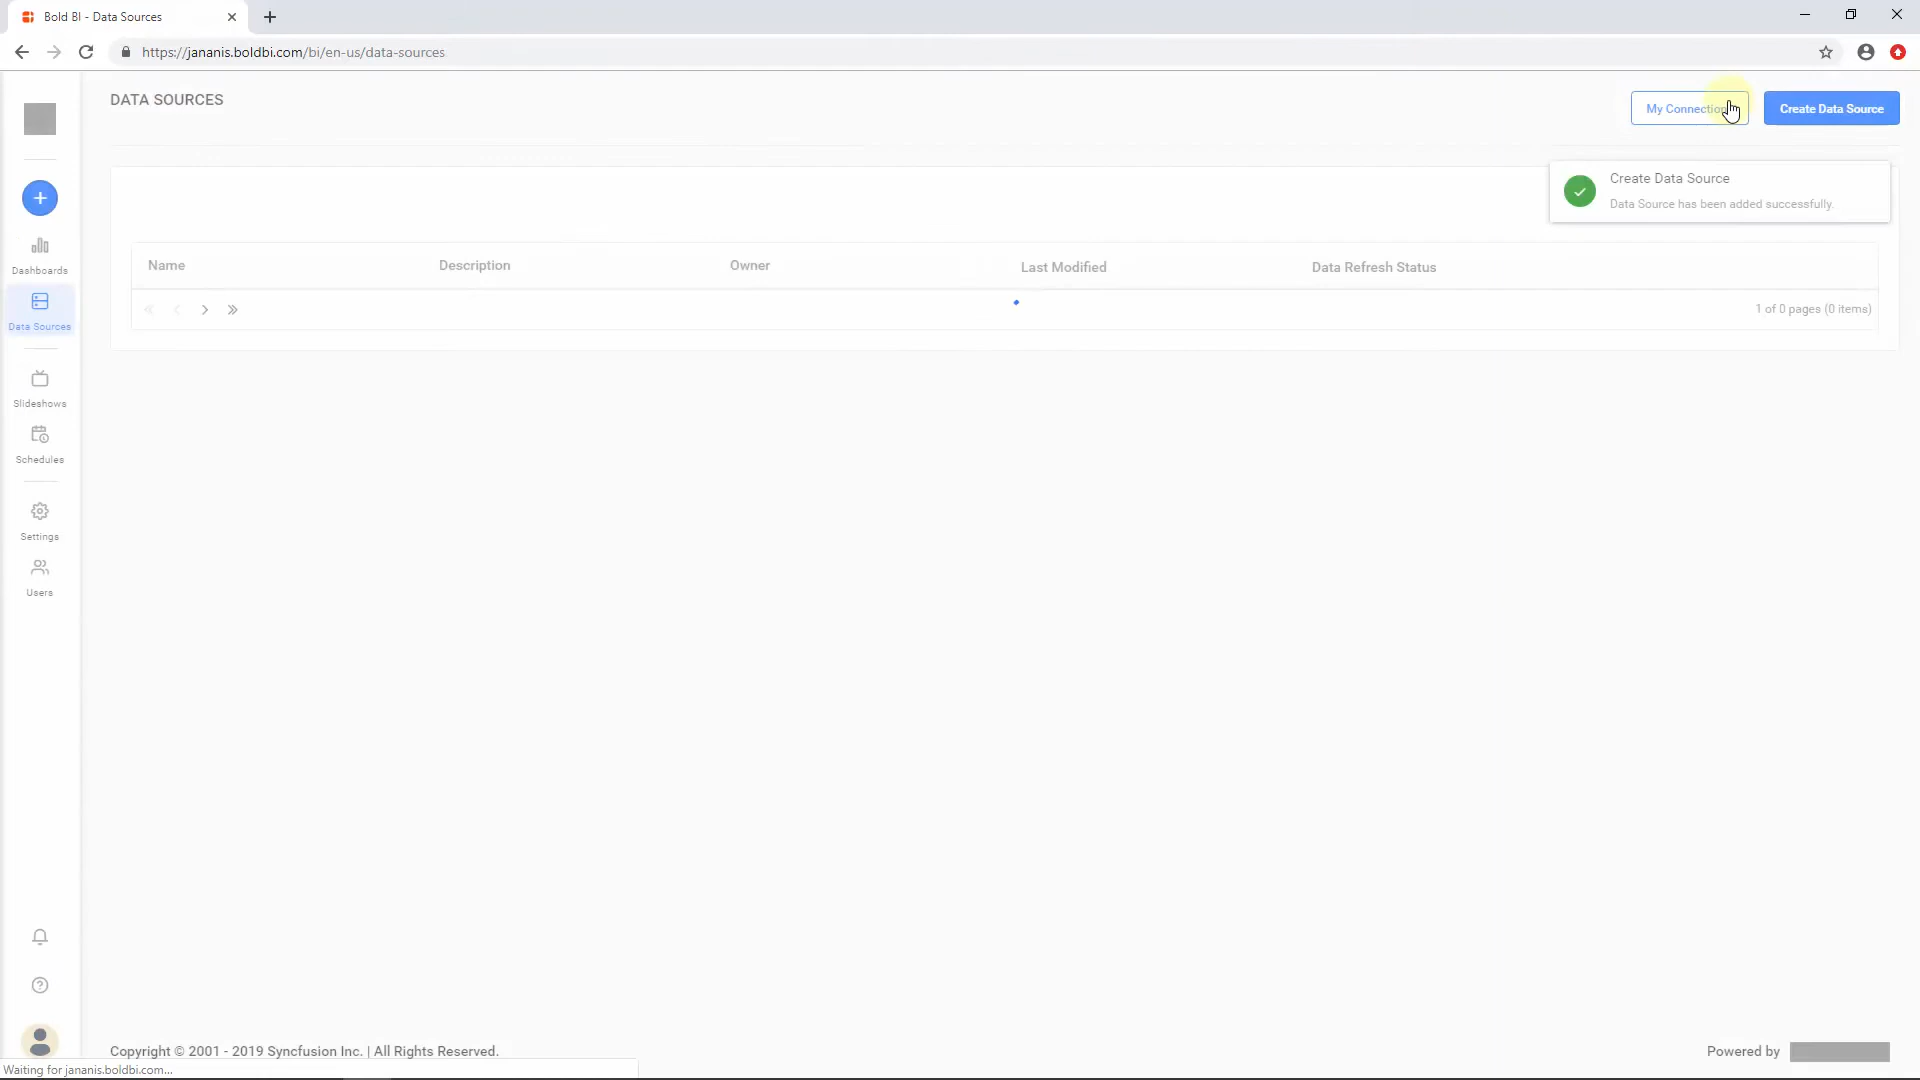 Bold BI - Data Sources
https://jananis.boldbi.com/bi/en-us/data-sources
DATA SOURCES
My Connection
Create Data Source
Create Data Source
Data Source has been added successfully.
Name
Description
Owner
Last Modified
Data Refresh Status
1 of 0 pages (0 items)
Dashboards
Data Sources
Slideshows
Schedules
Settings
Users
Copyright © 2001 - 2019 Syncfusion Inc. | All Rights Reserved.
Powered by
Waiting for jananis.boldbi.com...